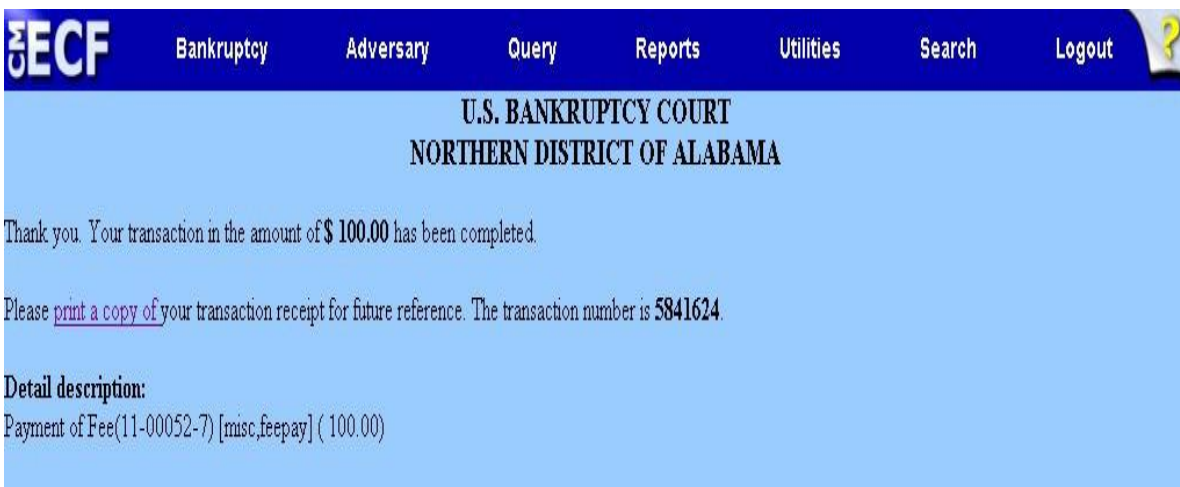 CM ECF Bankruptcy Adversary Query Reports Utilities Search Logout ?
U.S. BANKRUPTCY COURT
NORTHERN DISTRICT OF ALABAMA
Thank you. Your transaction in the amount of $ 100.00 has been completed.
Please print a copy of your transaction receipt for future reference. The transaction number is 5841624.
Detail description:
Payment of Fee(11-00052-7) [misc,feepay] ( 100.00)